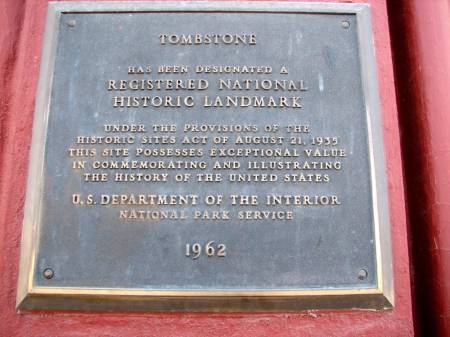 TOMBSTONE
HAS BEEN DESIGNATED A
REGISTERED NATIONAL
HISTORIC LANDMARK
UNDER THE PROVISIONS OF THE
HISTORIC SITES ACT OF AUGUST 21, 1935
THIS SITE POSSESSES EXCEPTIONAL VALUE
IN COMMEMORATING AND ILLUSTRATING
THE HISTORY OF THE UNITED STATES
U.S. DEPARTMENT OF THE INTERIOR
NATIONAL PARK SERVICE
1962